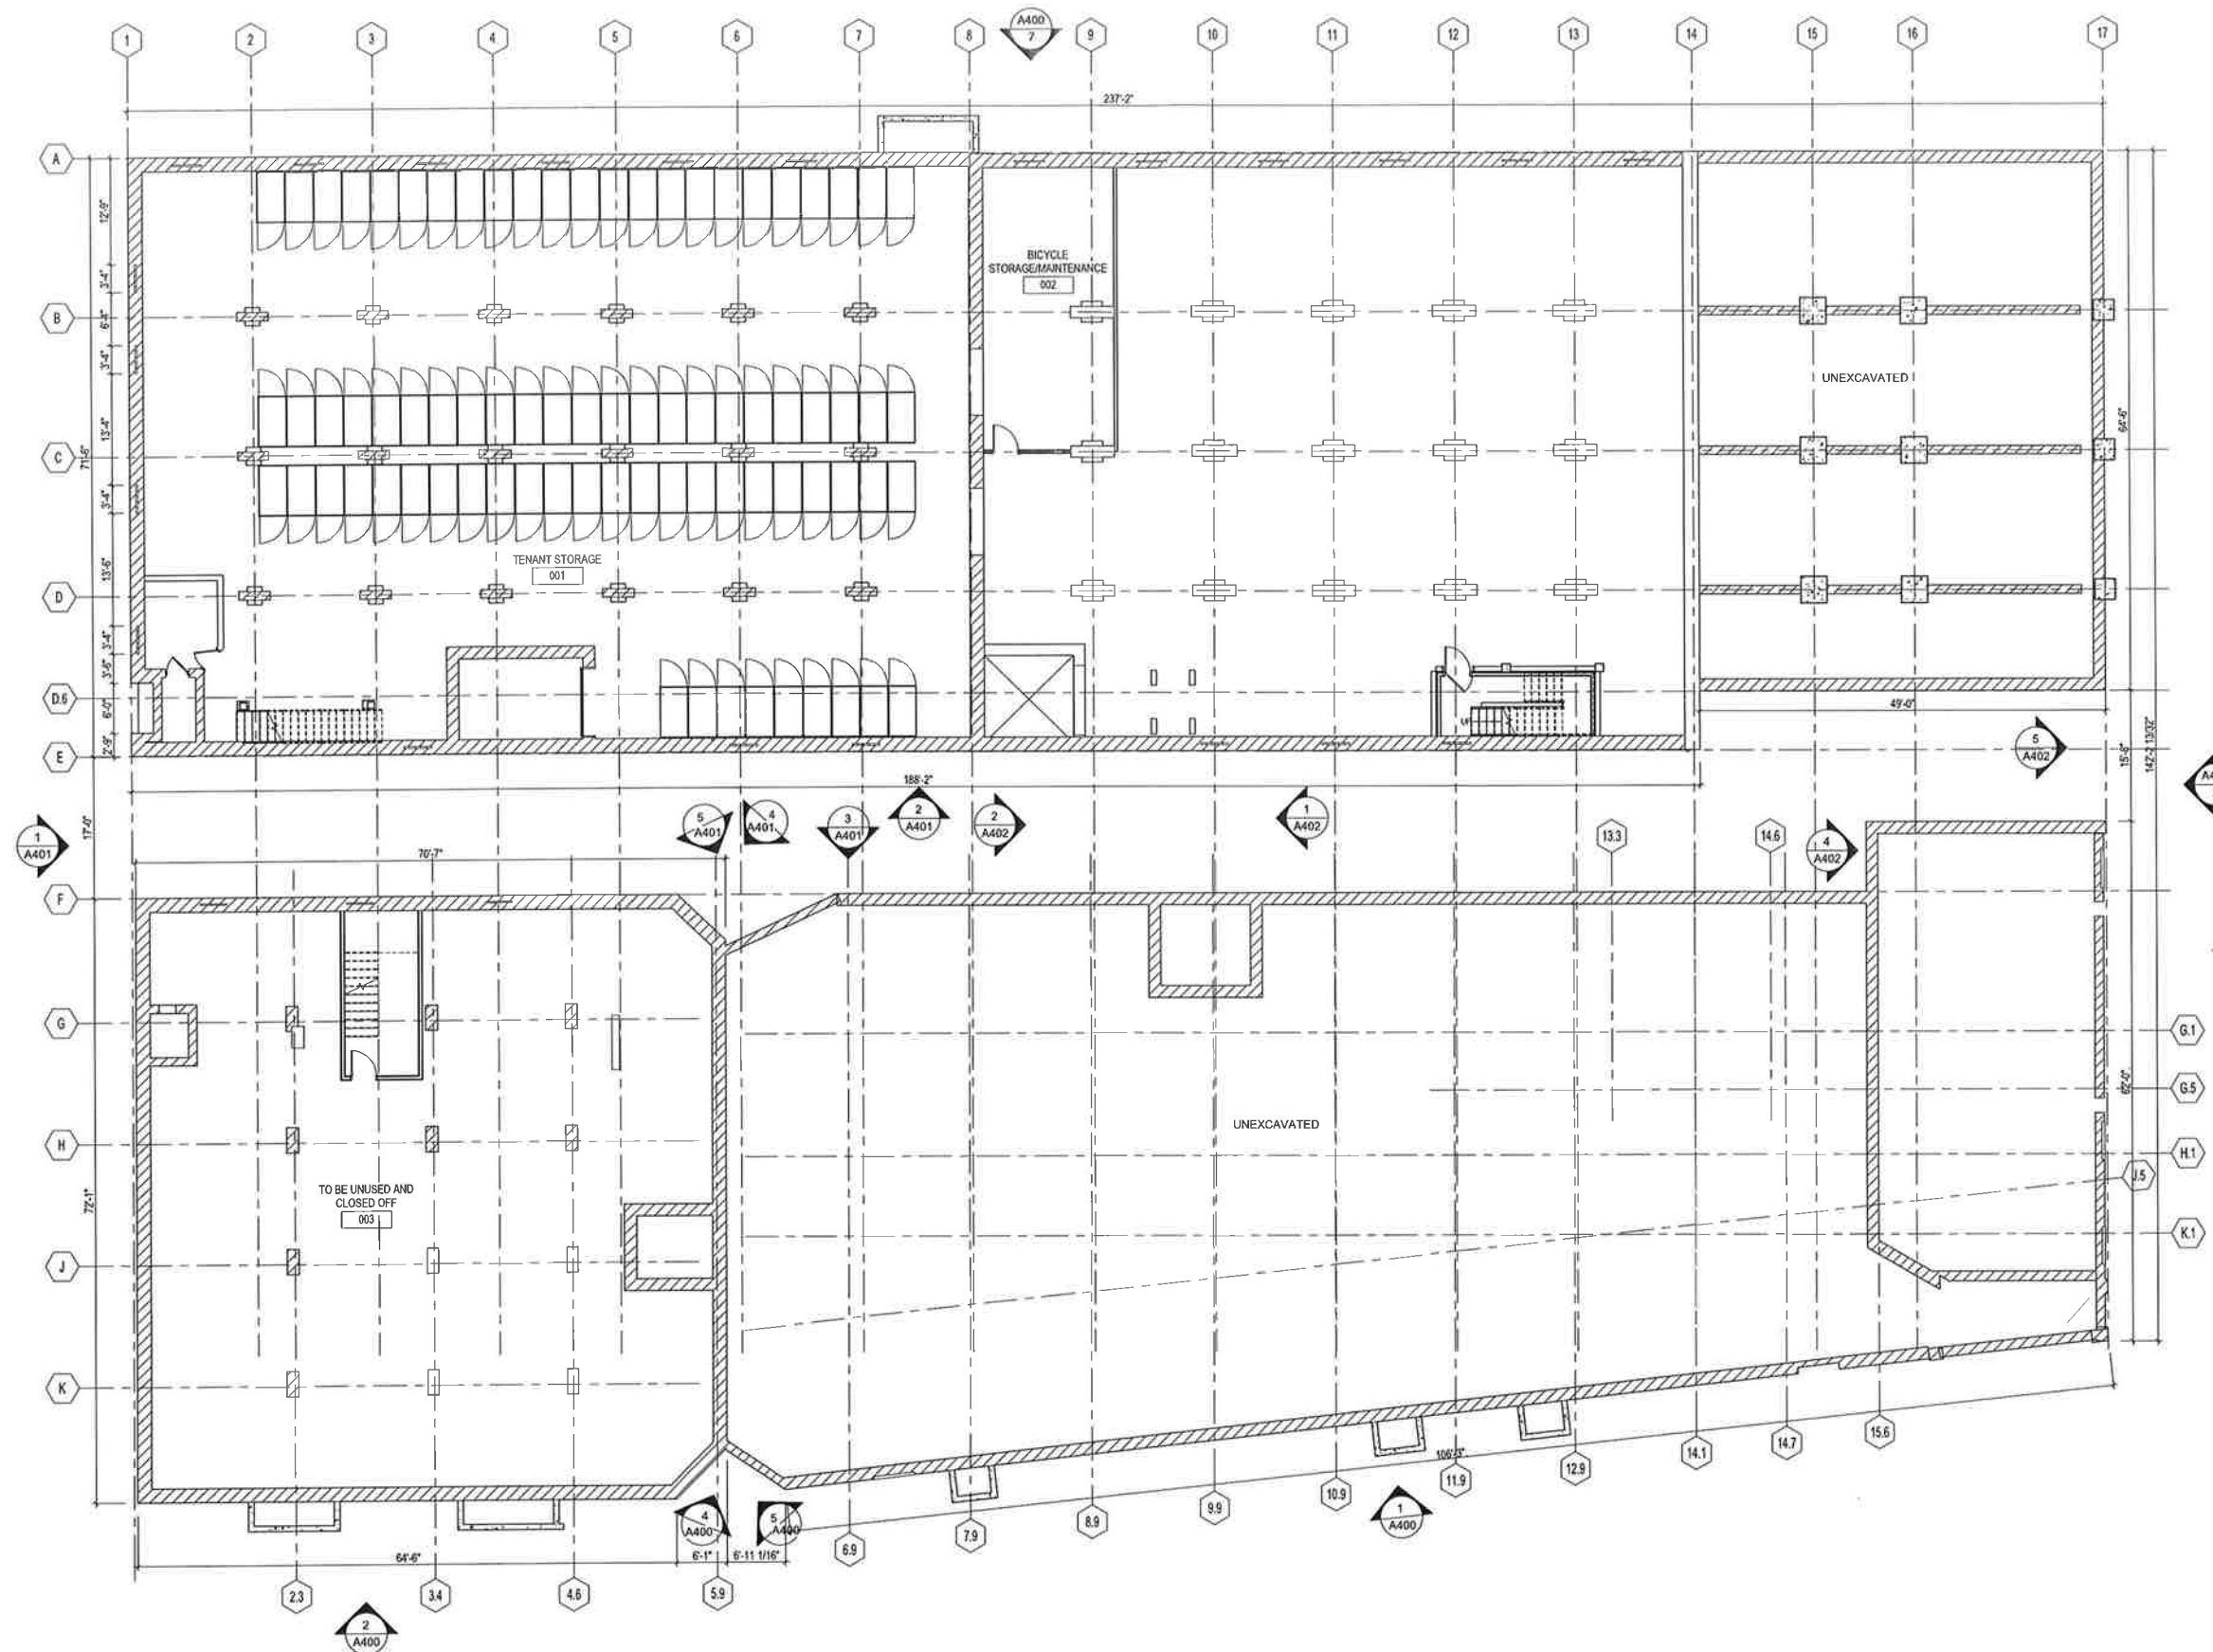 1 2 3 4 5 6 7 8 9 10 11 12 13 14 15 16 17
A400
7
237'-2"
A
12'-9"
3'-4"
B
6'-4"
3'-4"
13'-4"
C
71'-6"
3'-4"
13'-6"
D
3'-4"
3'-6"
D.6
6'-0"
2'-9"
E
BICYCLE
STORAGE/MAINTENANCE
002
TENANT STORAGE
001
UNEXCAVATED
64'-6"
UP
49'-0"
15'-8"
142'-2 13/32"
188'-2"
5
A402
1
A401
17'-0"
5
A401
4
A401
3
A401
2
A401
2
A402
1
A402
13.3
14.6
4
A402
70'-7"
F
G
H
J
K
72'-1"
TO BE UNUSED AND
CLOSED OFF
003
UNEXCAVATED
G.1
G.5
62'-0"
H.1
J.5
K.1
106'-3"
4
A400
5
A400
1
A400
64'-6"
6'-1"
6'-11 1/16"
2.3 3.4 4.6 5.9 6.9 7.9 8.9 9.9 10.9 11.9 12.9 14.1 14.7 15.6
2
A400